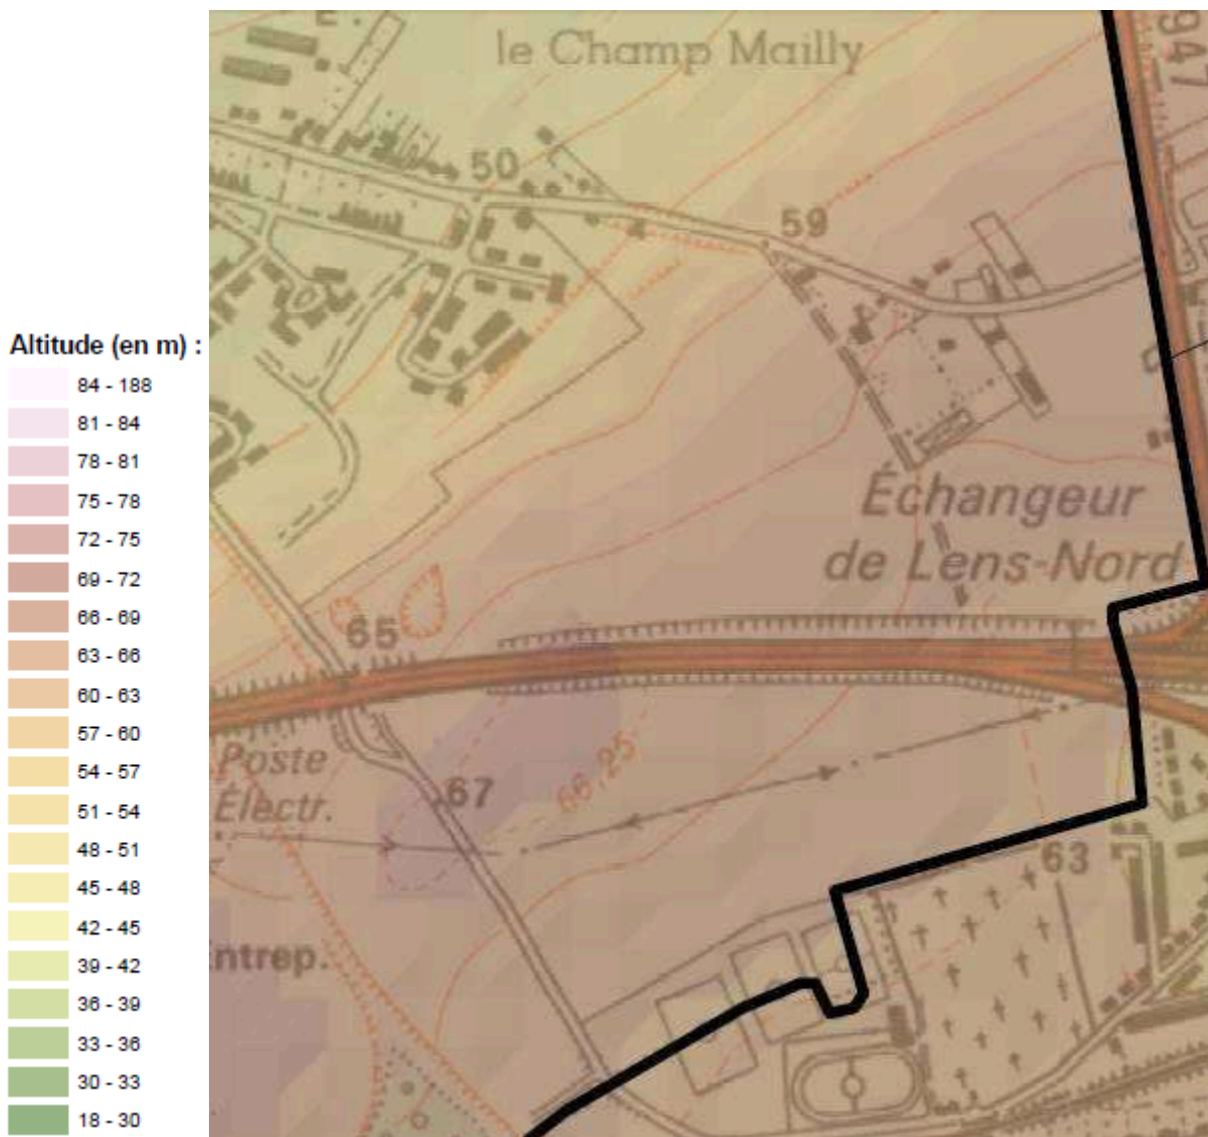 le Champ Mailly
947
50
59
Échangeur
de Lens-Nord
65
Poste
Électr.
67
66,25
63
Entrep.
Altitude (en m) :
84 - 188
81 - 84
78 - 81
75 - 78
72 - 75
69 - 72
66 - 69
63 - 66
60 - 63
57 - 60
54 - 57
51 - 54
48 - 51
45 - 48
42 - 45
39 - 42
36 - 39
33 - 36
30 - 33
18 - 30